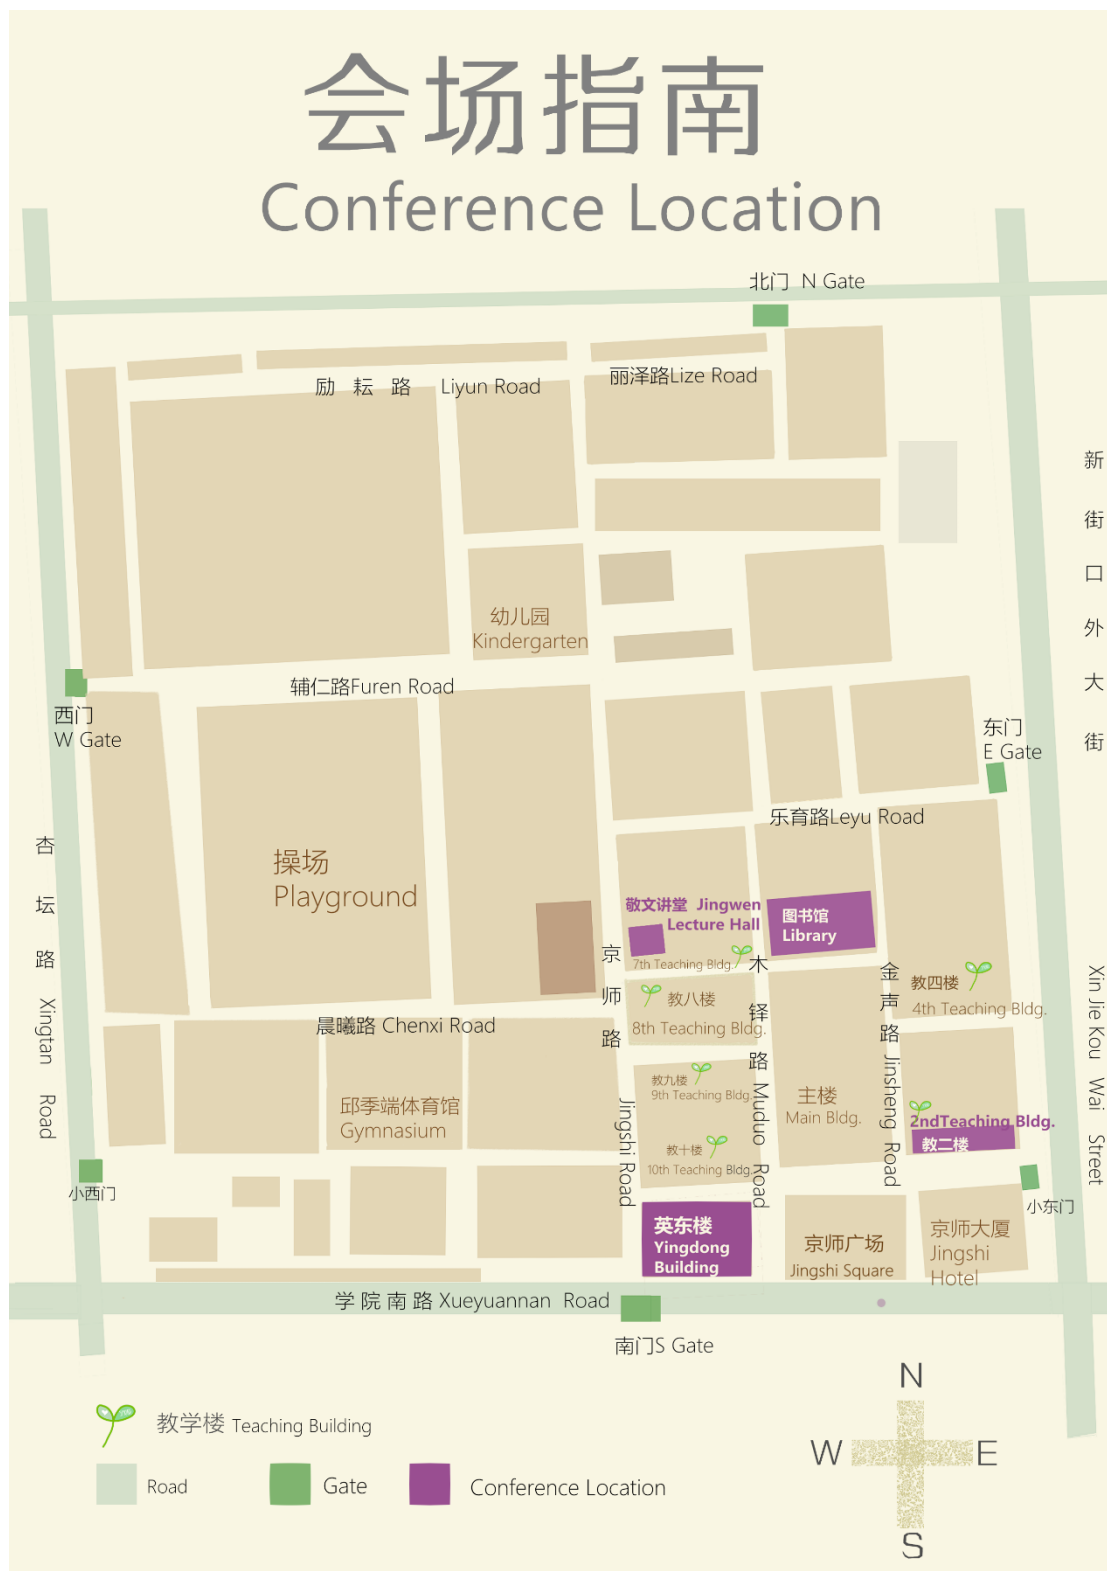 会场指南
Conference Location
北门 N Gate
励 耘 路 Liyun Road
丽泽路Lize Road
新街口外大街
幼儿园
Kindergarten
辅仁路Furen Road
西门
W Gate
东门
E Gate
乐育路Leyu Road
杏坛路 Xingtan Road
操场
Playground
敬文讲堂 Jingwen
Lecture Hall
图书馆
Library
7th Teaching Bldg.
京师路 Jingshi Road
木铎路 Muduo Road
金声路 Jinsheng Road
教四楼
4th Teaching Bldg.
Xin Jie Kou Wai Street
教八楼
8th Teaching Bldg.
晨曦路 Chenxi Road
教九楼
9th Teaching Bldg.
主楼
Main Bldg.
邱季端体育馆
Gymnasium
2ndTeaching Bldg.
教二楼
教十楼
10th Teaching Bldg.
小西门
小东门
英东楼
Yingdong
Building
京师广场
Jingshi Square
京师大厦
Jingshi
Hotel
学院南路 Xueyuannan Road
南门S Gate
N
W
E
S
教学楼 Teaching Building
Road
Gate
Conference Location